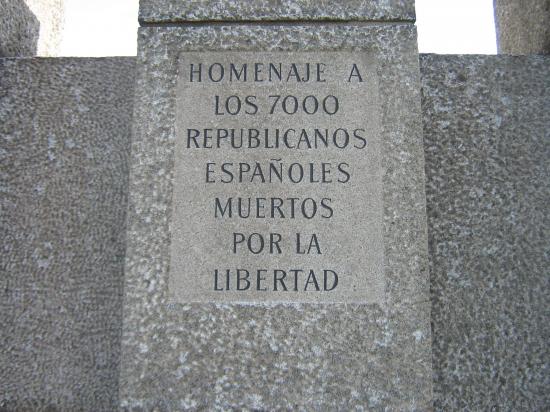 HOMENAJE A
LOS 7000
REPUBLICANOS
ESPAÑOLES
MUERTOS
POR LA
LIBERTAD